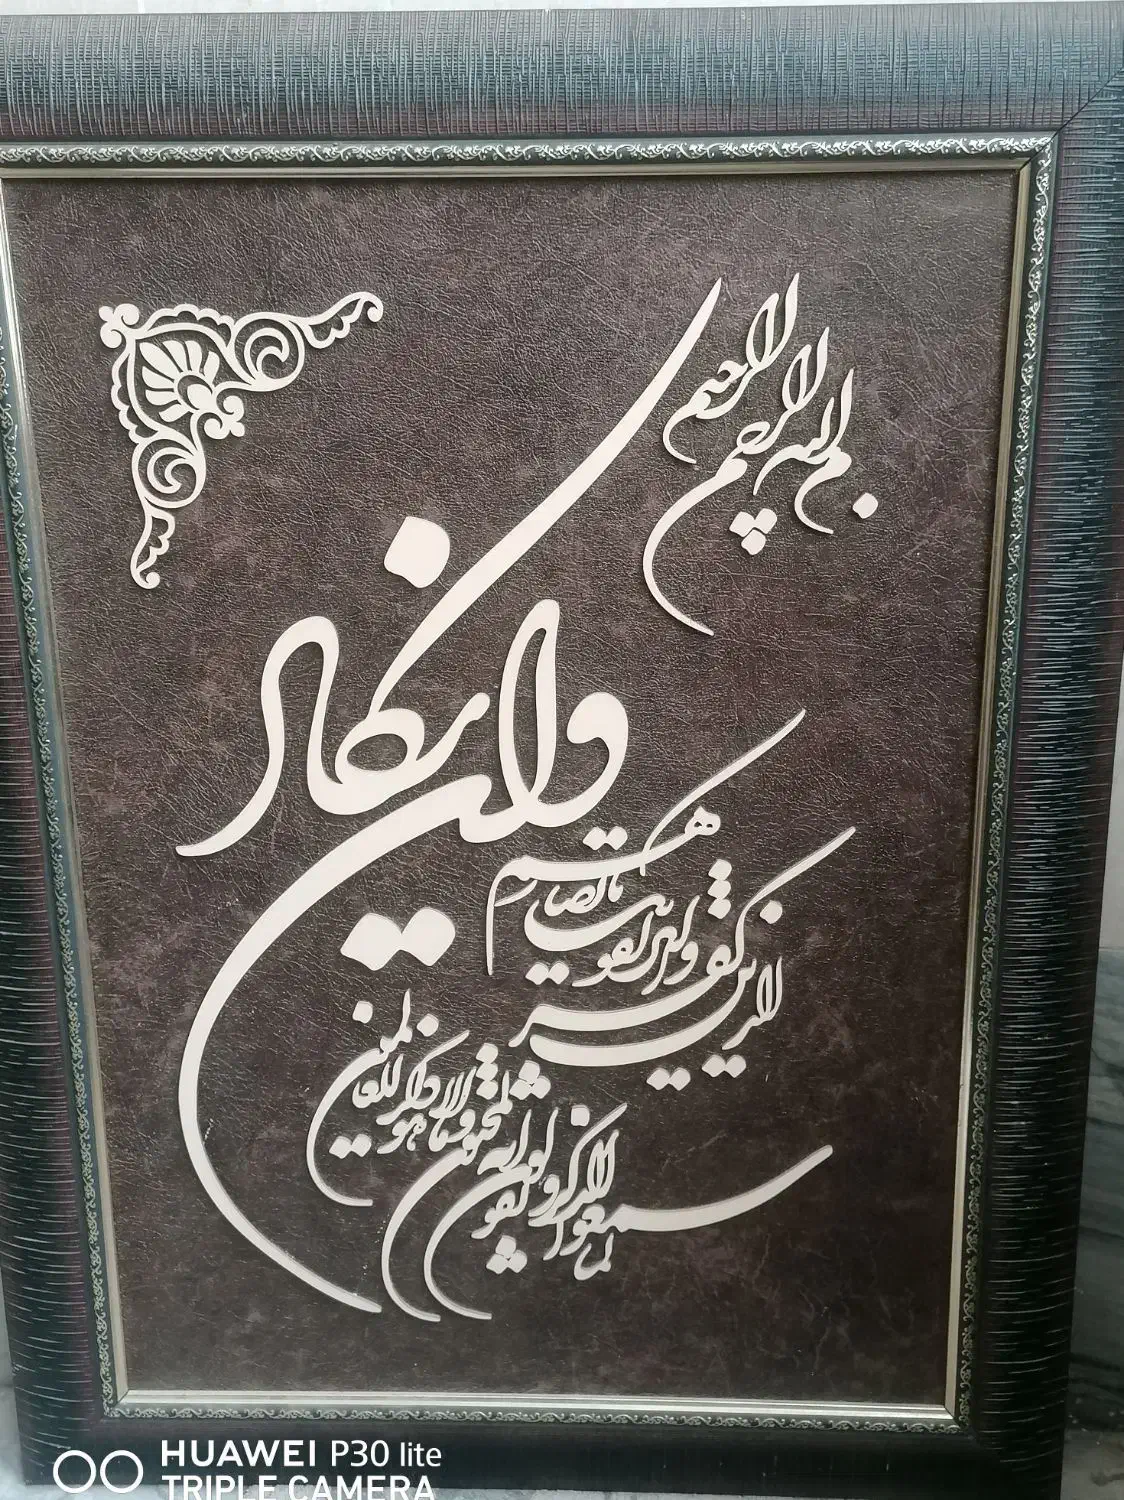 بسم الله الرحمن الرحیم
وان یکاد
الذین کفروا لیزلقونک
بابصارهم
لما سمعوا الذکر و یقولون انه لمجنون
وما هو الا ذکر للعالمین
HUAWEI P30 lite
TRIPLE CAMERA